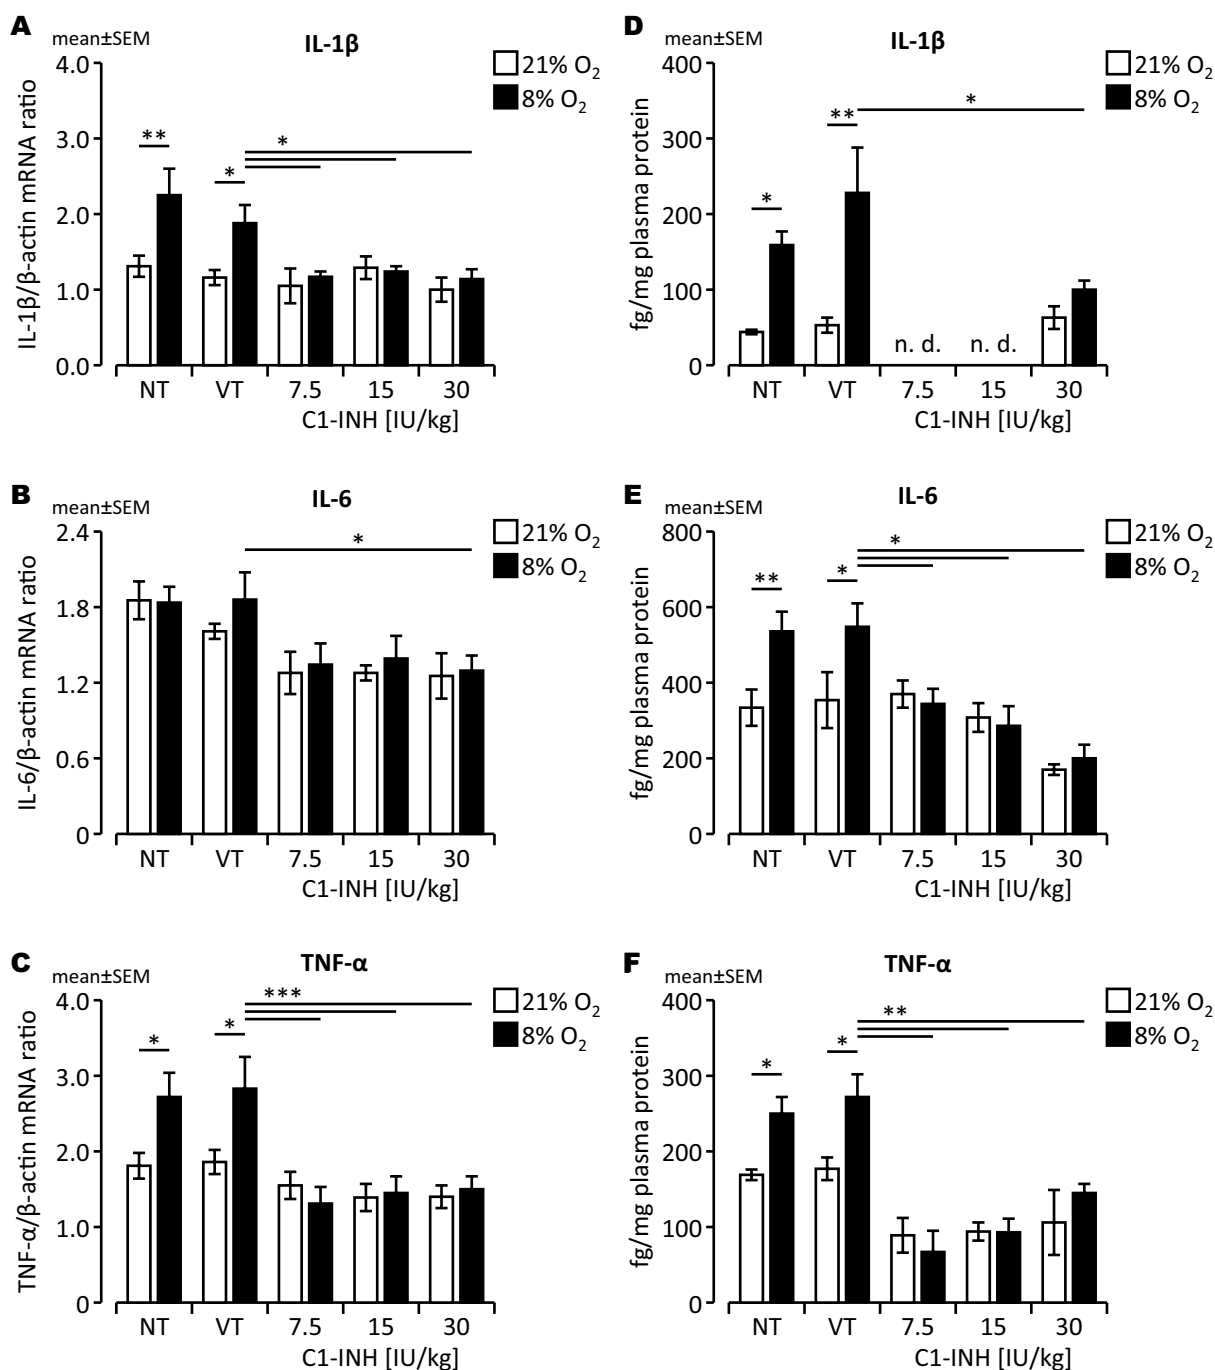 A
mean±SEM
IL-1β
21% O₂
8% O₂
IL-1β/β-actin mRNA ratio
4.0
3.0
2.0
1.0
0.0
**
*
*
NT VT 7.5 15 30
C1-INH [IU/kg]
D
mean±SEM
IL-1β
21% O₂
8% O₂
fg/mg plasma protein
400
300
200
100
0
*
**
*
n. d. n. d.
NT VT 7.5 15 30
C1-INH [IU/kg]
B
mean±SEM
IL-6
21% O₂
8% O₂
IL-6/β-actin mRNA ratio
2.4
1.8
1.2
0.6
0
*
NT VT 7.5 15 30
C1-INH [IU/kg]
E
mean±SEM
IL-6
21% O₂
8% O₂
fg/mg plasma protein
800
600
400
200
0
**
*
*
NT VT 7.5 15 30
C1-INH [IU/kg]
C
mean±SEM
TNF-α
21% O₂
8% O₂
TNF-α/β-actin mRNA ratio
4.0
3.0
2.0
1.0
0
*
*
***
NT VT 7.5 15 30
C1-INH [IU/kg]
F
mean±SEM
TNF-α
21% O₂
8% O₂
fg/mg plasma protein
400
300
200
100
0
*
*
**
NT VT 7.5 15 30
C1-INH [IU/kg]